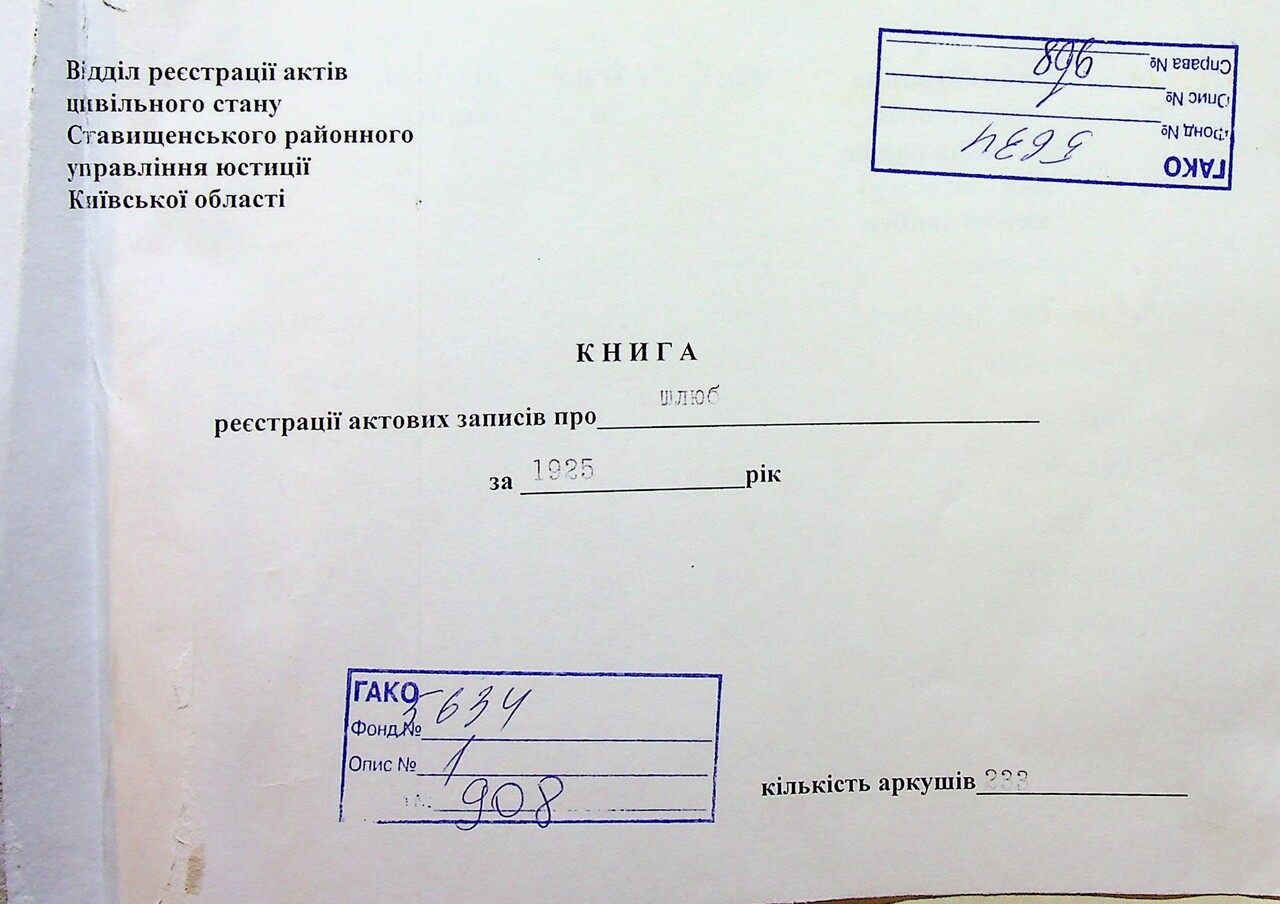 Відділ реєстрації актів
цивільного стану
Ставищенського районного
управління юстиції
Київської області
ГАКО
Фонд № 5634
Опис № 1
Справа № 908
КНИГА
реєстрації актових записів про шлюб
за 1925 рік
ГАКО
Фонд № 5634
Опис № 1
№ 908
кількість аркушів 233